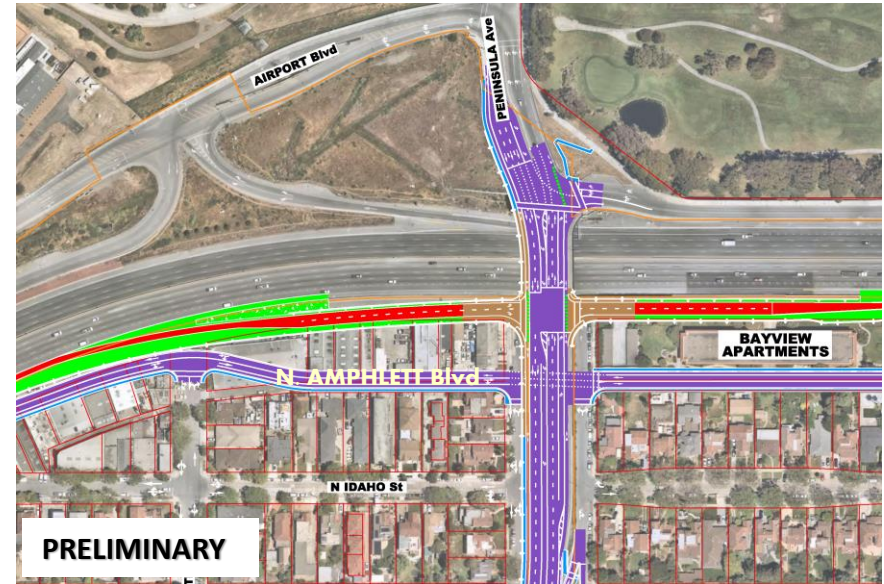 AIRPORT Blvd
PENINSULA Ave
BAYVIEW
APARTMENTS
N. AMPHLETT Blvd
N IDAHO St
PRELIMINARY